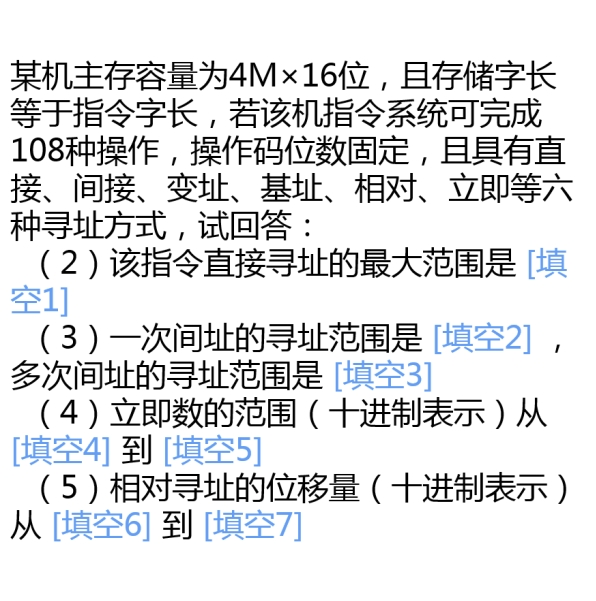 某机主存容量为4M×16位，且存储字长
等于指令字长，若该机指令系统可完成
108种操作，操作码位数固定，且具有直
接、间接、变址、基址、相对、立即等六
种寻址方式，试回答：
（2）该指令直接寻址的最大范围是 [填
空1]
（3）一次间址的寻址范围是 [填空2] ，
多次间址的寻址范围是 [填空3]
（4）立即数的范围（十进制表示）从
[填空4] 到 [填空5]
（5）相对寻址的位移量（十进制表示）
从 [填空6] 到 [填空7]